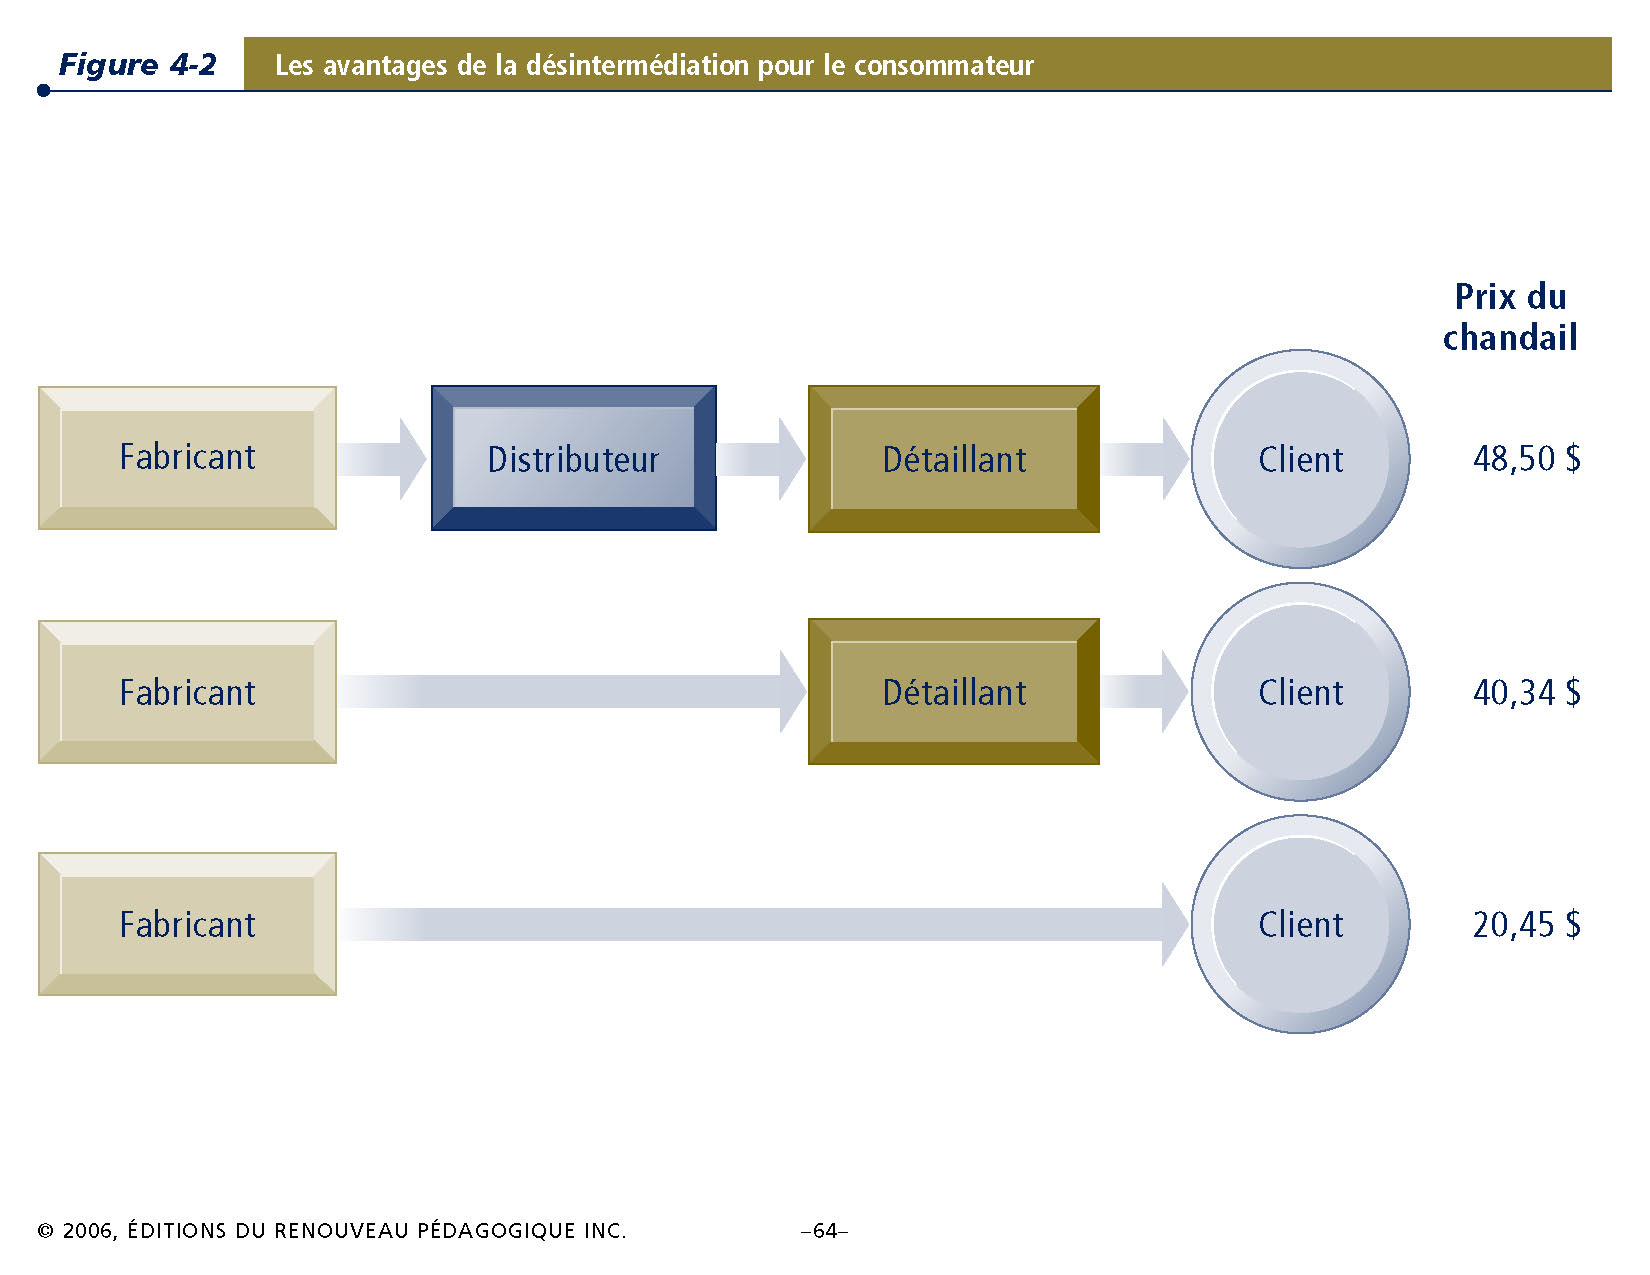 Figure 4-2 Les avantages de la désintermédiation pour le consommateur
Prix du
chandail
Fabricant Distributeur Détaillant Client 48,50 $
Fabricant Détaillant Client 40,34 $
Fabricant Client 20,45 $
© 2006, ÉDITIONS DU RENOUVEAU PÉDAGOGIQUE INC. –64–